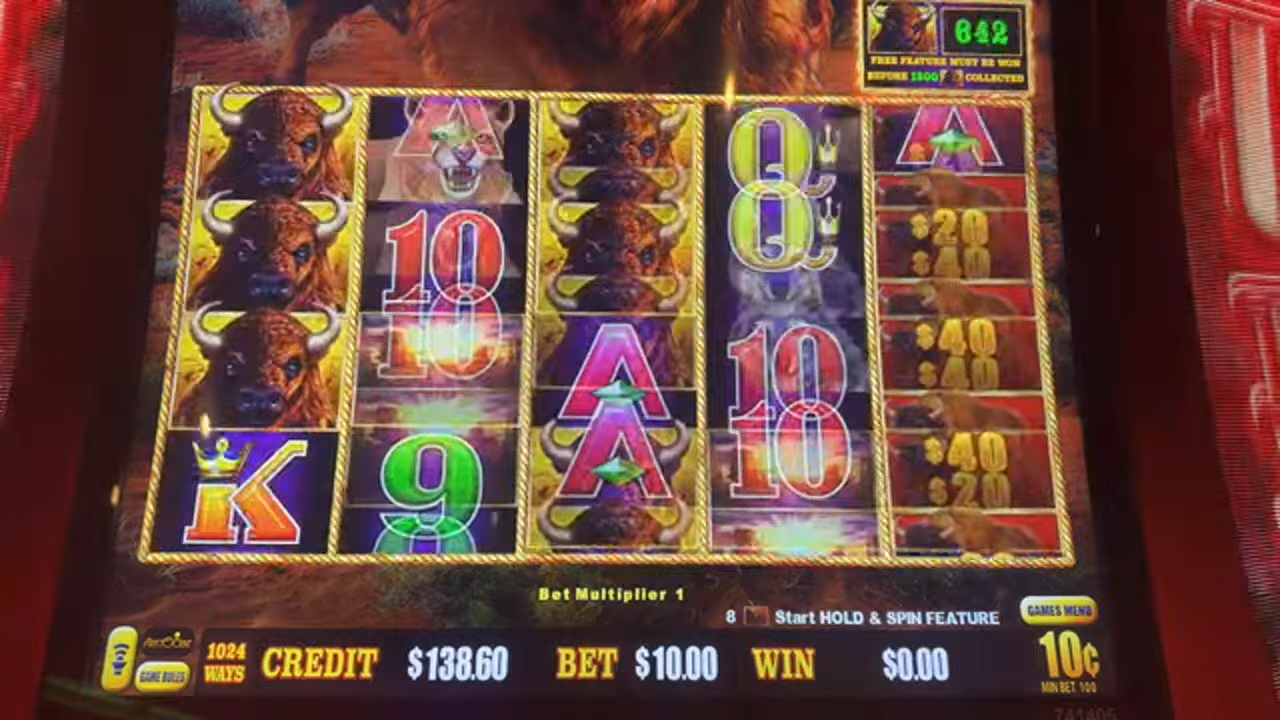 642
FREE FEATURE MUST BE WON
BEFORE 1800 COLLECTED
A
Q
A
10
Q
$20
$40
10
A
10
$40
$40
K
9
A
10
$40
$20
Bet Multiplier 1
8 Start HOLD & SPIN FEATURE
GAMES MENU
1024
WAYS
GAME RULES
CREDIT $138.60 BET $10.00 WIN $0.00
10¢
MIN BET 100